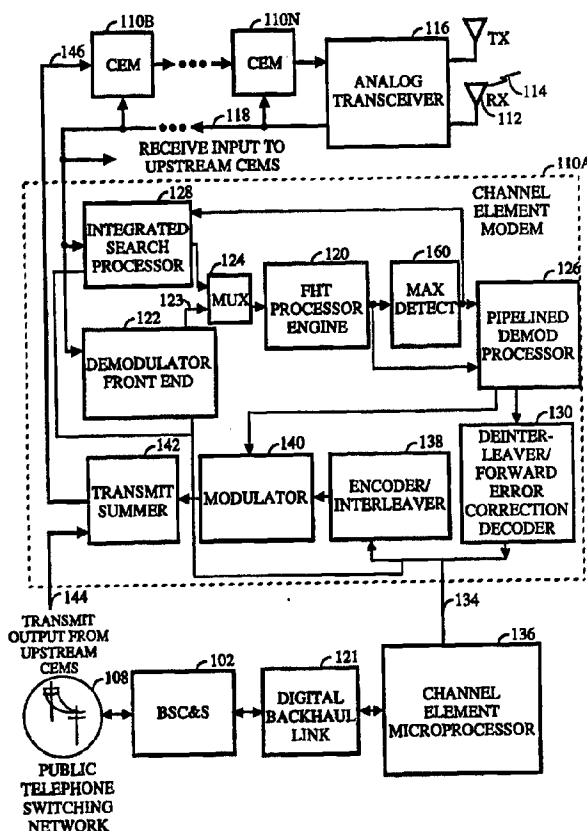 110B
110N
116
146
CEM
CEM
ANALOG
TRANSCEIVER
TX
RX
114
112
118
RECEIVE INPUT TO
UPSTREAM CEMS
110A
CHANNEL
ELEMENT
MODEM
128
INTEGRATED
SEARCH
PROCESSOR
124
MUX
123
120
FHT
PROCESSOR
ENGINE
160
MAX
DETECT
126
PIPELINED
DEMOD
PROCESSOR
122
DEMODULATOR
FRONT END
142
TRANSMIT
SUMMER
140
MODULATOR
138
ENCODER/
INTERLEAVER
130
DEINTER-
LEAVER/
FORWARD
ERROR
CORRECTION
DECODER
144
TRANSMIT
OUTPUT FROM
UPSTREAM
CEMS
134
108
PUBLIC
TELEPHONE
SWITCHING
NETWORK
102
BSC&S
121
DIGITAL
BACKHAUL
LINK
136
CHANNEL
ELEMENT
MICROPROCESSOR